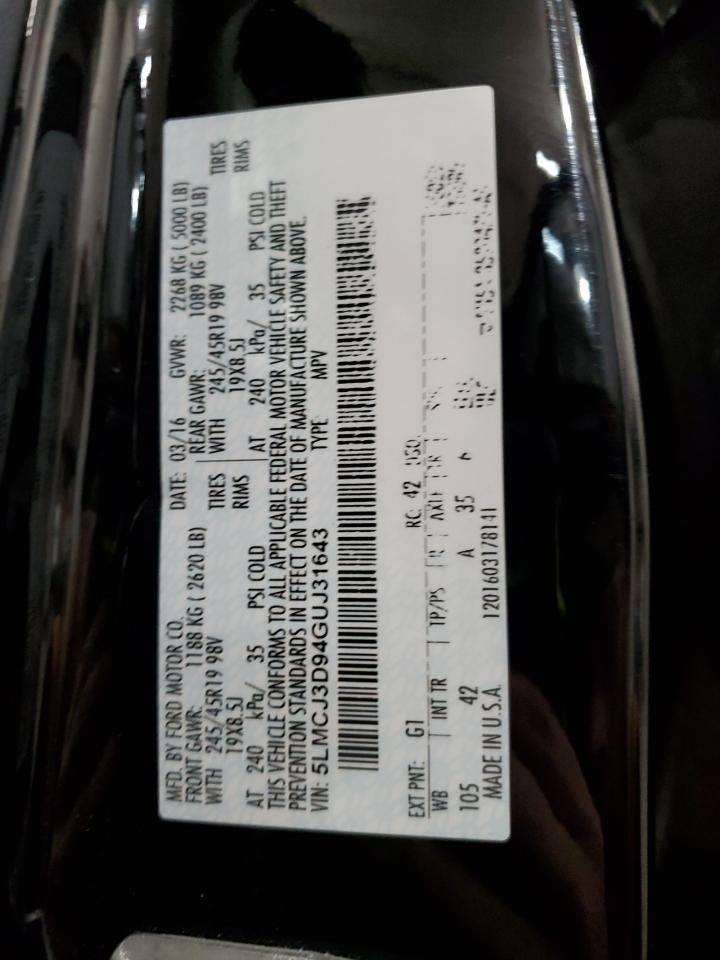 MFD. BY FORD MOTOR CO.
DATE: 03/16 GVWR: 2268 KG ( 5000 LB)
FRONT GAWR: 1188 KG ( 2620 LB) REAR GAWR: 1089 KG ( 2400 LB)
WITH 245/45R19 98V TIRES WITH 245/45R19 98V TIRES
19X8.5J RIMS 19X8.5J RIMS
AT 240 kPa/ 35 PSI COLD AT 240 kPa/ 35 PSI COLD
THIS VEHICLE CONFORMS TO ALL APPLICABLE FEDERAL MOTOR VEHICLE SAFETY AND THEFT
PREVENTION STANDARDS IN EFFECT ON THE DATE OF MANUFACTURE SHOWN ABOVE.
VIN: 5LMCJ3D94GUJ31643 TYPE MPV
EXT PNT: G1 RC: 42
WB INT TR TP/PS R AXLE TR
105 42 A 35
MADE IN U.S.A. 120160317814I